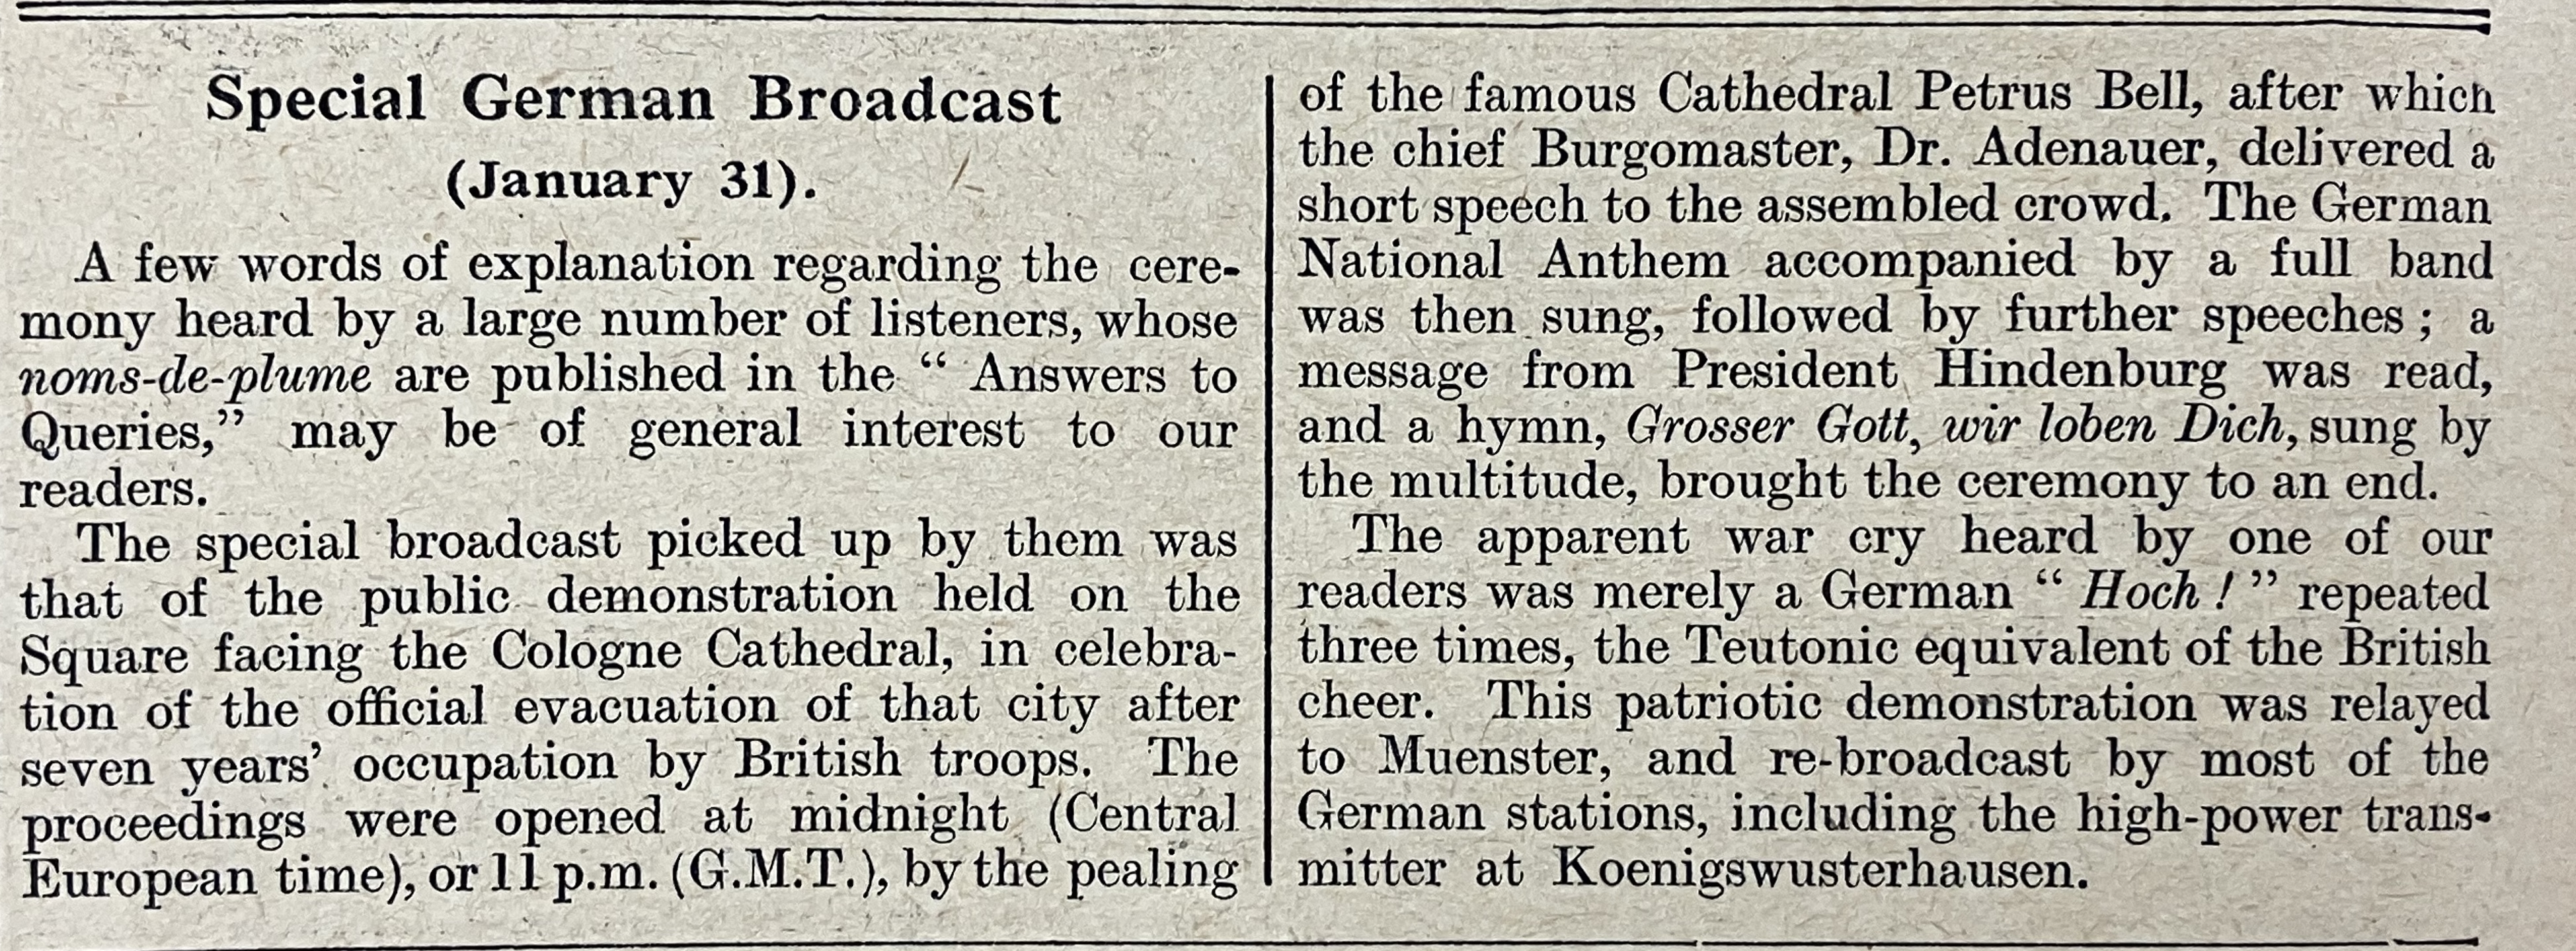 Special German Broadcast
(January 31).
A few words of explanation regarding the cere-
mony heard by a large number of listeners, whose
noms-de-plume are published in the “ Answers to
Queries,” may be of general interest to our
readers.
The special broadcast picked up by them was
that of the public demonstration held on the
Square facing the Cologne Cathedral, in celebra-
tion of the official evacuation of that city after
seven years’ occupation by British troops. The
proceedings were opened at midnight (Central
European time), or 11 p.m. (G.M.T.), by the pealing
of the famous Cathedral Petrus Bell, after which
the chief Burgomaster, Dr. Adenauer, delivered a
short speech to the assembled crowd. The German
National Anthem accompanied by a full band
was then sung, followed by further speeches ; a
message from President Hindenburg was read,
and a hymn, Grosser Gott, wir loben Dich, sung by
the multitude, brought the ceremony to an end.
The apparent war cry heard by one of our
readers was merely a German “ Hoch ! ” repeated
three times, the Teutonic equivalent of the British
cheer. This patriotic demonstration was relayed
to Muenster, and re-broadcast by most of the
German stations, including the high-power trans-
mitter at Koenigswusterhausen.